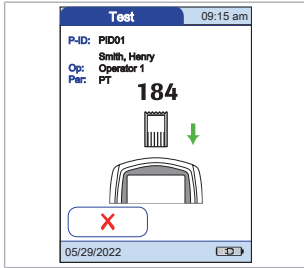 Test 09:15 am
P-ID: PID01
Smith, Henry
Op: Operator 1
Par: PT
184
05/29/2022